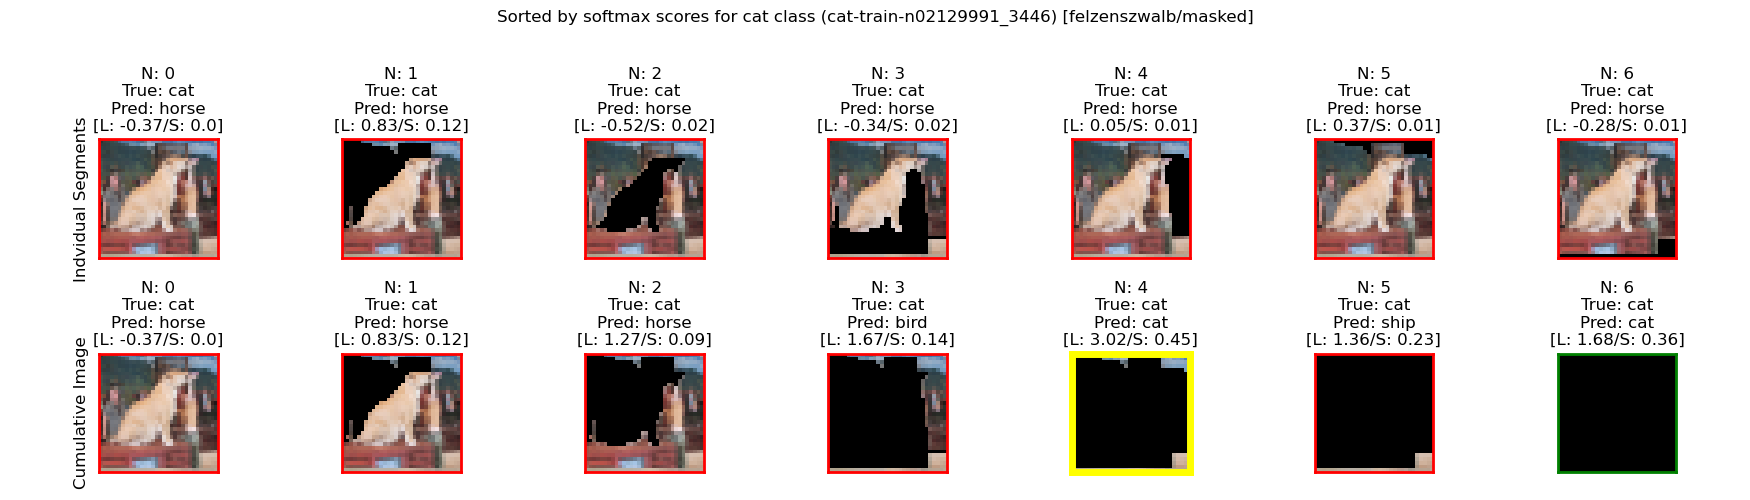 Sorted by softmax scores for cat class (cat-train-n02129991_3446) [felzenszwalb/masked]
Indvidual Segments
N: 0
True: cat
Pred: horse
[L: -0.37/S: 0.0]
N: 1
True: cat
Pred: horse
[L: 0.83/S: 0.12]
N: 2
True: cat
Pred: horse
[L: -0.52/S: 0.02]
N: 3
True: cat
Pred: horse
[L: -0.34/S: 0.02]
N: 4
True: cat
Pred: horse
[L: 0.05/S: 0.01]
N: 5
True: cat
Pred: horse
[L: 0.37/S: 0.01]
N: 6
True: cat
Pred: horse
[L: -0.28/S: 0.01]
Cumulative Image
N: 0
True: cat
Pred: horse
[L: -0.37/S: 0.0]
N: 1
True: cat
Pred: horse
[L: 0.83/S: 0.12]
N: 2
True: cat
Pred: horse
[L: 1.27/S: 0.09]
N: 3
True: cat
Pred: bird
[L: 1.67/S: 0.14]
N: 4
True: cat
Pred: cat
[L: 3.02/S: 0.45]
N: 5
True: cat
Pred: ship
[L: 1.36/S: 0.23]
N: 6
True: cat
Pred: cat
[L: 1.68/S: 0.36]